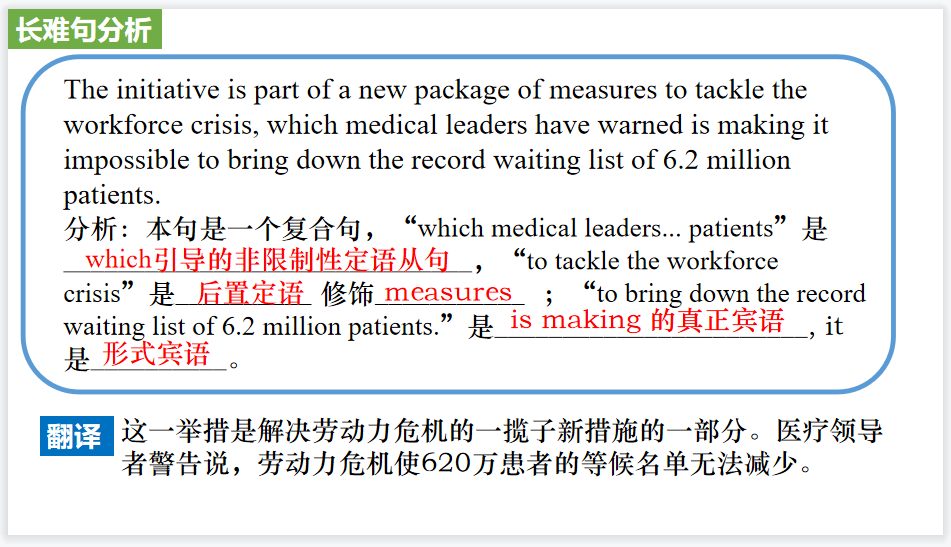 长难句分析
The initiative is part of a new package of measures to tackle the
workforce crisis, which medical leaders have warned is making it
impossible to bring down the record waiting list of 6.2 million
patients.
分析：本句是一个复合句，“which medical leaders... patients”是
which引导的非限制性定语从句，“to tackle the workforce
crisis”是 后置定语 修饰 measures ；“to bring down the record
waiting list of 6.2 million patients.”是 is making 的真正宾语, it
是 形式宾语。
翻译 这一举措是解决劳动力危机的一揽子新措施的一部分。医疗领导
者警告说，劳动力危机使620万患者的等候名单无法减少。